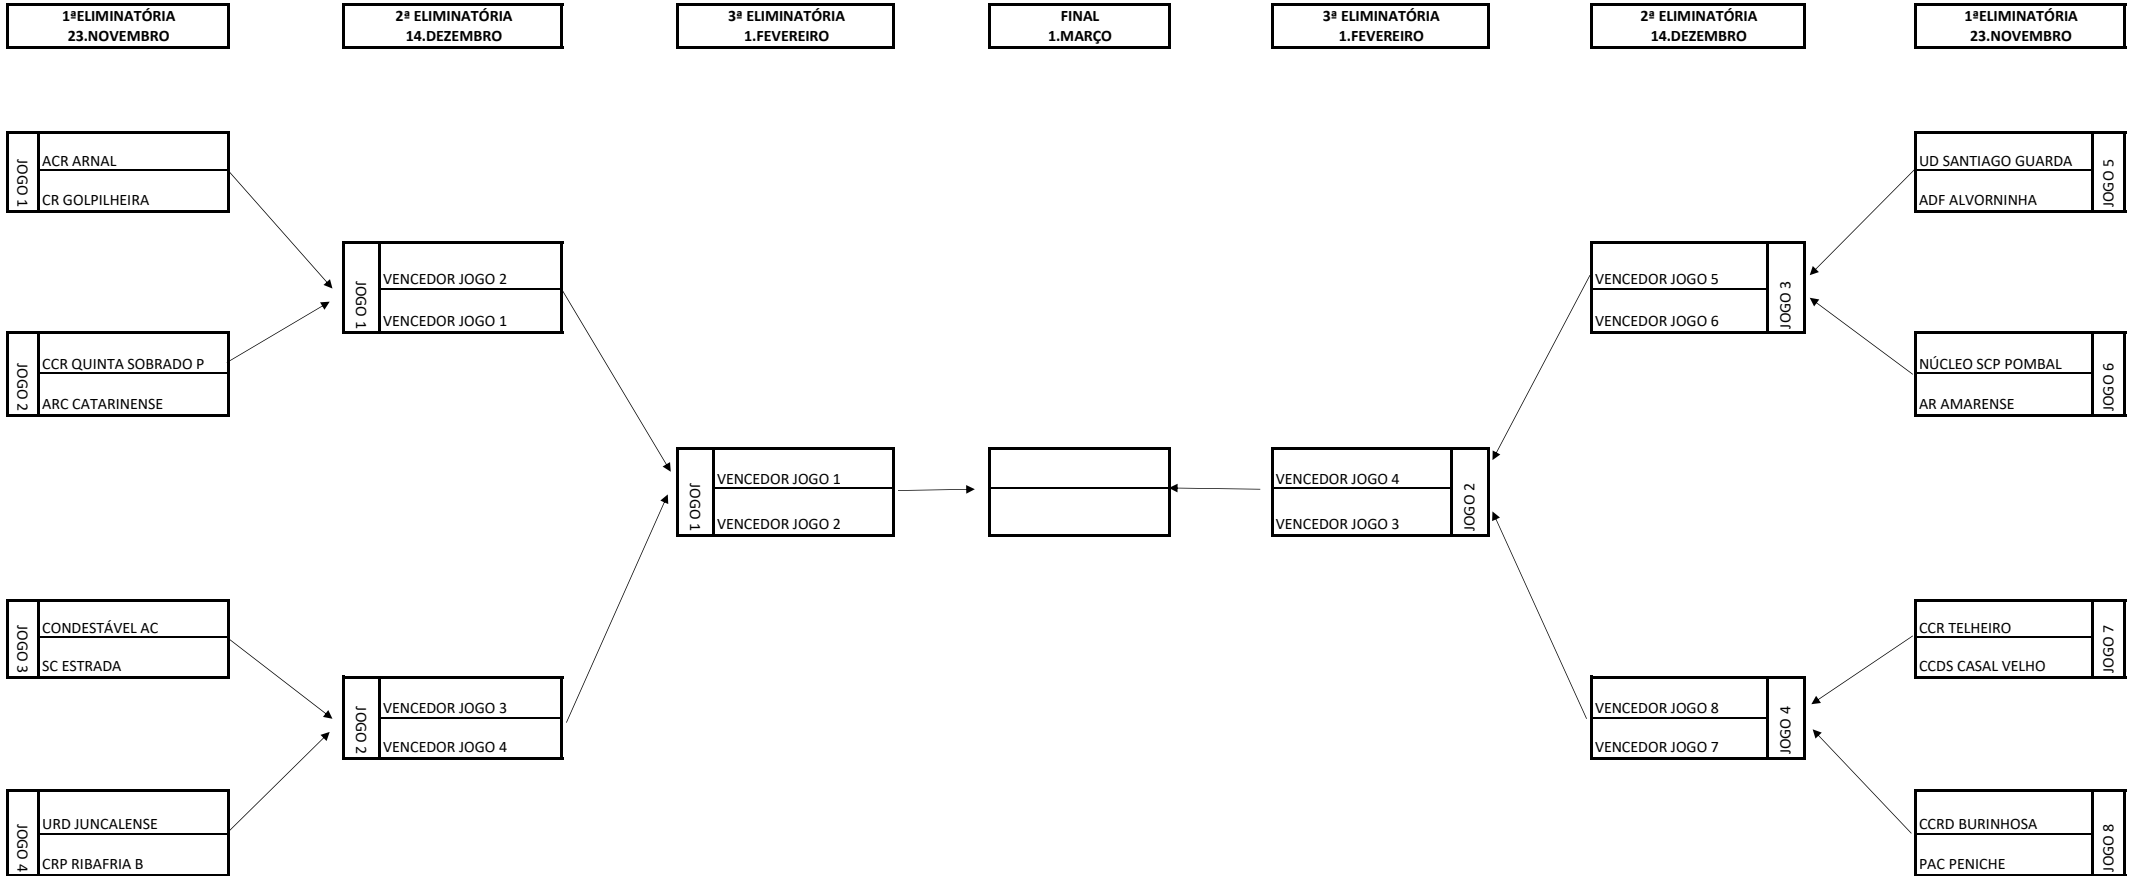 1ªELIMINATÓRIA
23.NOVEMBRO
2ª ELIMINATÓRIA
14.DEZEMBRO
3ª ELIMINATÓRIA
1.FEVEREIRO
FINAL
1.MARÇO
3ª ELIMINATÓRIA
1.FEVEREIRO
2ª ELIMINATÓRIA
14.DEZEMBRO
1ªELIMINATÓRIA
23.NOVEMBRO
JOGO 1
ACR ARNAL
CR GOLPILHEIRA
JOGO 2
CCR QUINTA SOBRADO P
ARC CATARINENSE
JOGO 3
CONDESTÁVEL AC
SC ESTRADA
JOGO 4
URD JUNCALENSE
CRP RIBAFRIA B
JOGO 1
VENCEDOR JOGO 2
VENCEDOR JOGO 1
JOGO 2
VENCEDOR JOGO 3
VENCEDOR JOGO 4
JOGO 1
VENCEDOR JOGO 1
VENCEDOR JOGO 2
VENCEDOR JOGO 4
VENCEDOR JOGO 3
JOGO 2
VENCEDOR JOGO 5
VENCEDOR JOGO 6
JOGO 3
VENCEDOR JOGO 8
VENCEDOR JOGO 7
JOGO 4
UD SANTIAGO GUARDA
ADF ALVORNINHA
JOGO 5
NÚCLEO SCP POMBAL
AR AMARENSE
JOGO 6
CCR TELHEIRO
CCDS CASAL VELHO
JOGO 7
CCRD BURINHOSA
PAC PENICHE
JOGO 8